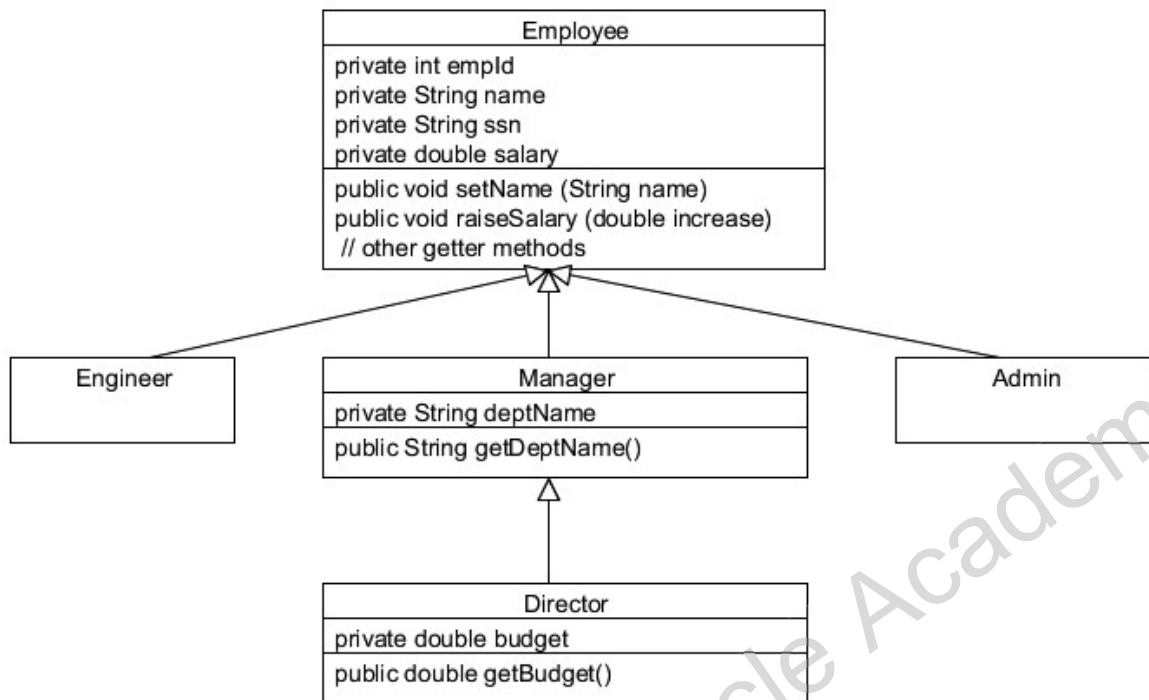 Employee
private int empId
private String name
private String ssn
private double salary
public void setName (String name)
public void raiseSalary (double increase)
// other getter methods
Engineer
Manager
Admin
private String deptName
public String getDeptName()
Director
private double budget
public double getBudget()